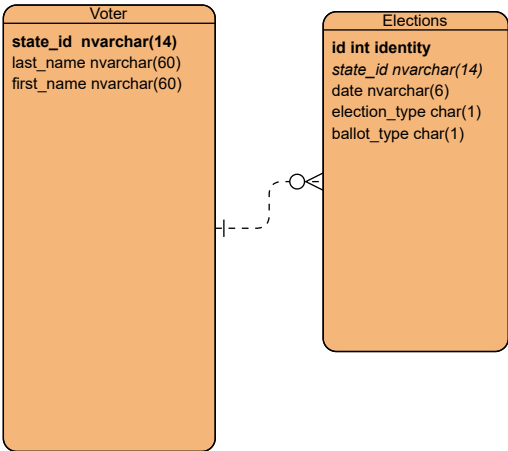 Voter
state_id nvarchar(14)
last_name nvarchar(60)
first_name nvarchar(60)
Elections
id int identity
state_id nvarchar(14)
date nvarchar(6)
election_type char(1)
ballot_type char(1)